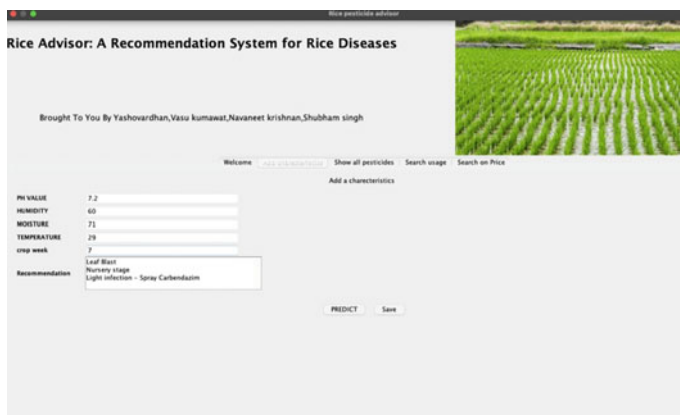 Rice pesticide advisor
Rice Advisor: A Recommendation System for Rice Diseases
Brought To You By Yashovardhan,Vasu kumawat,Navaneet krishnan,Shubham singh
Welcome Show all pesticides Search usage Search on Price
Add a charecteristics
PH VALUE 7.2
HUMIDITY 60
MOISTURE 71
TEMPERATURE 29
crop week 7
Leaf Blast
Nursery stage
Recommendation Light infection - Spray Carbendazim
PREDICT Save